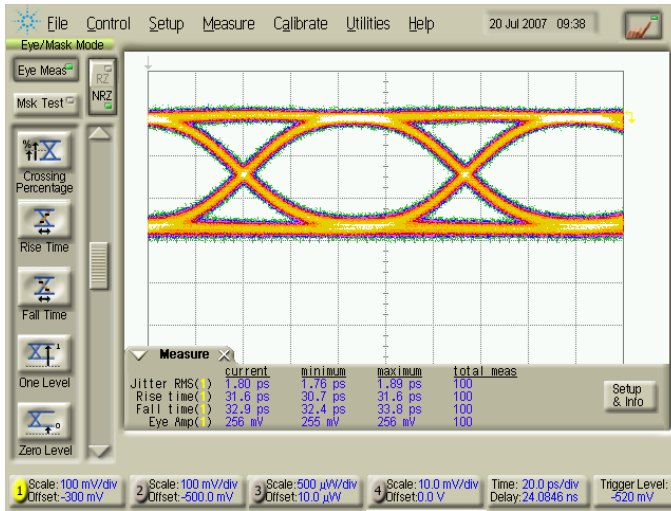 File Control Setup Measure Calibrate Utilities Help 20 Jul 2007 09:38
Eye/Mask Mode
Eye Meas
RZ
Msk Test
NRZ
%
Crossing
Percentage
Rise Time
Fall Time
1
One Level
0
Zero Level
Measure
current minimum maximum total meas
Jitter RMS(1) 1.80 ps 1.76 ps 1.89 ps 100
Rise time(1) 31.6 ps 30.7 ps 31.6 ps 100
Fall time(1) 32.9 ps 32.4 ps 33.8 ps 100
Eye Amp(1) 256 mV 255 mV 256 mV 100
Setup
& Info
1 Scale:100 mV/div
Offset:-300 mV
2 Scale:100 mV/div
Offset:-500.0 mV
3 Scale:500 µW/div
Offset:10.0 µW
4 Scale:10.0 mV/div
Offset:0.0 V
Time: 20.0 ps/div
Delay:24.0846 ns
Trigger Level:
-520 mV